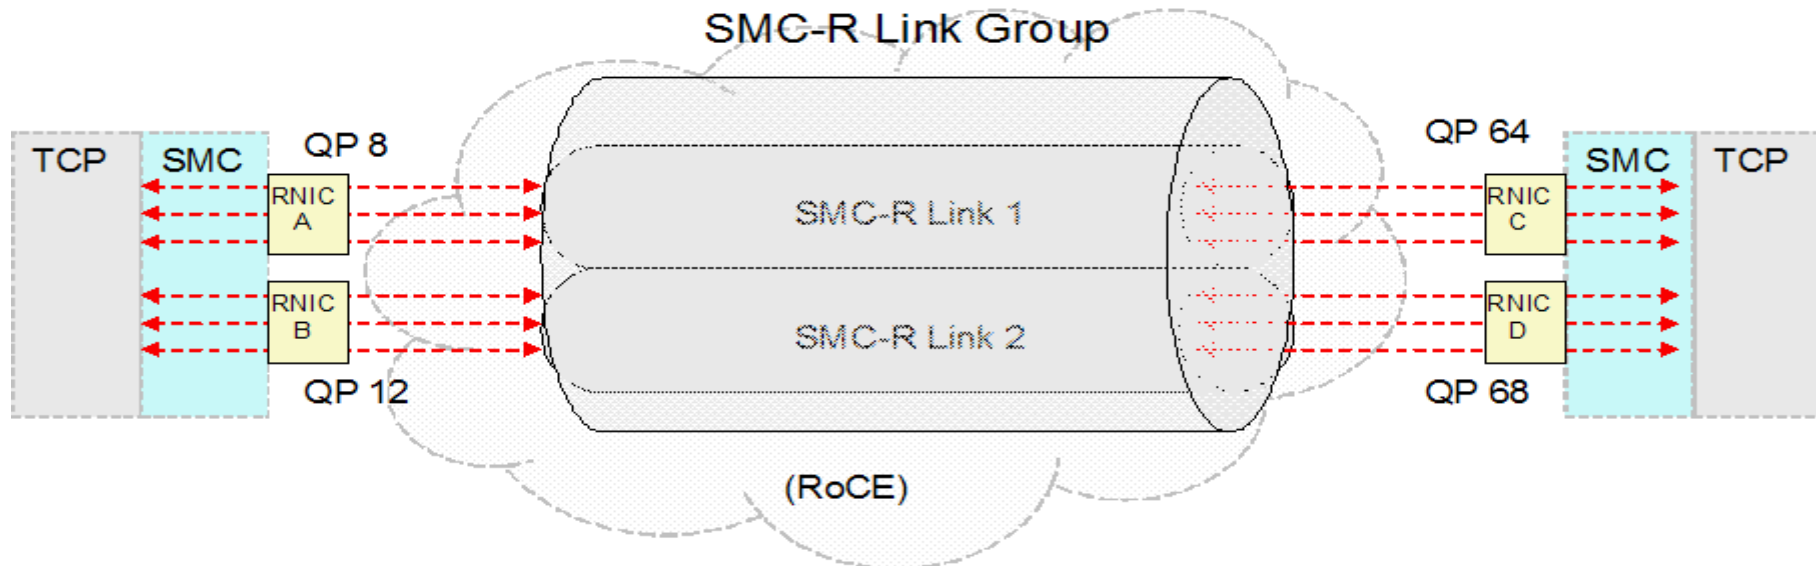 SMC-R Link Group
TCP
SMC
QP 8
RNIC
A
RNIC
B
QP 12
SMC-R Link 1
SMC-R Link 2
(RoCE)
QP 64
RNIC
C
RNIC
D
QP 68
SMC
TCP